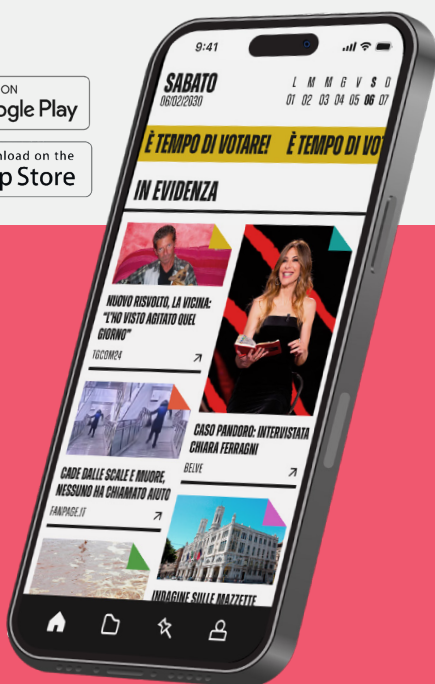 ON
ogle Play
nload on the
p Store
9:41
SABATO
06/02/2030
L M M G V S D
01 02 03 04 05 06 07
È TEMPO DI VOTARE! È TEMPO DI VOT
IN EVIDENZA
NUOVO RISVOLTO, LA VICINA:
"L'HO VISTO AGITATO QUEL
GIORNO"
TGCOM24
CADE DALLE SCALE E MUORE,
NESSUNO HA CHIAMATO AIUTO
FANPAGE.IT
CASO PANDORO: INTERVISTATA
CHIARA FERRAGNI
BELVE
INDAGINE SULLE MAZZETTE